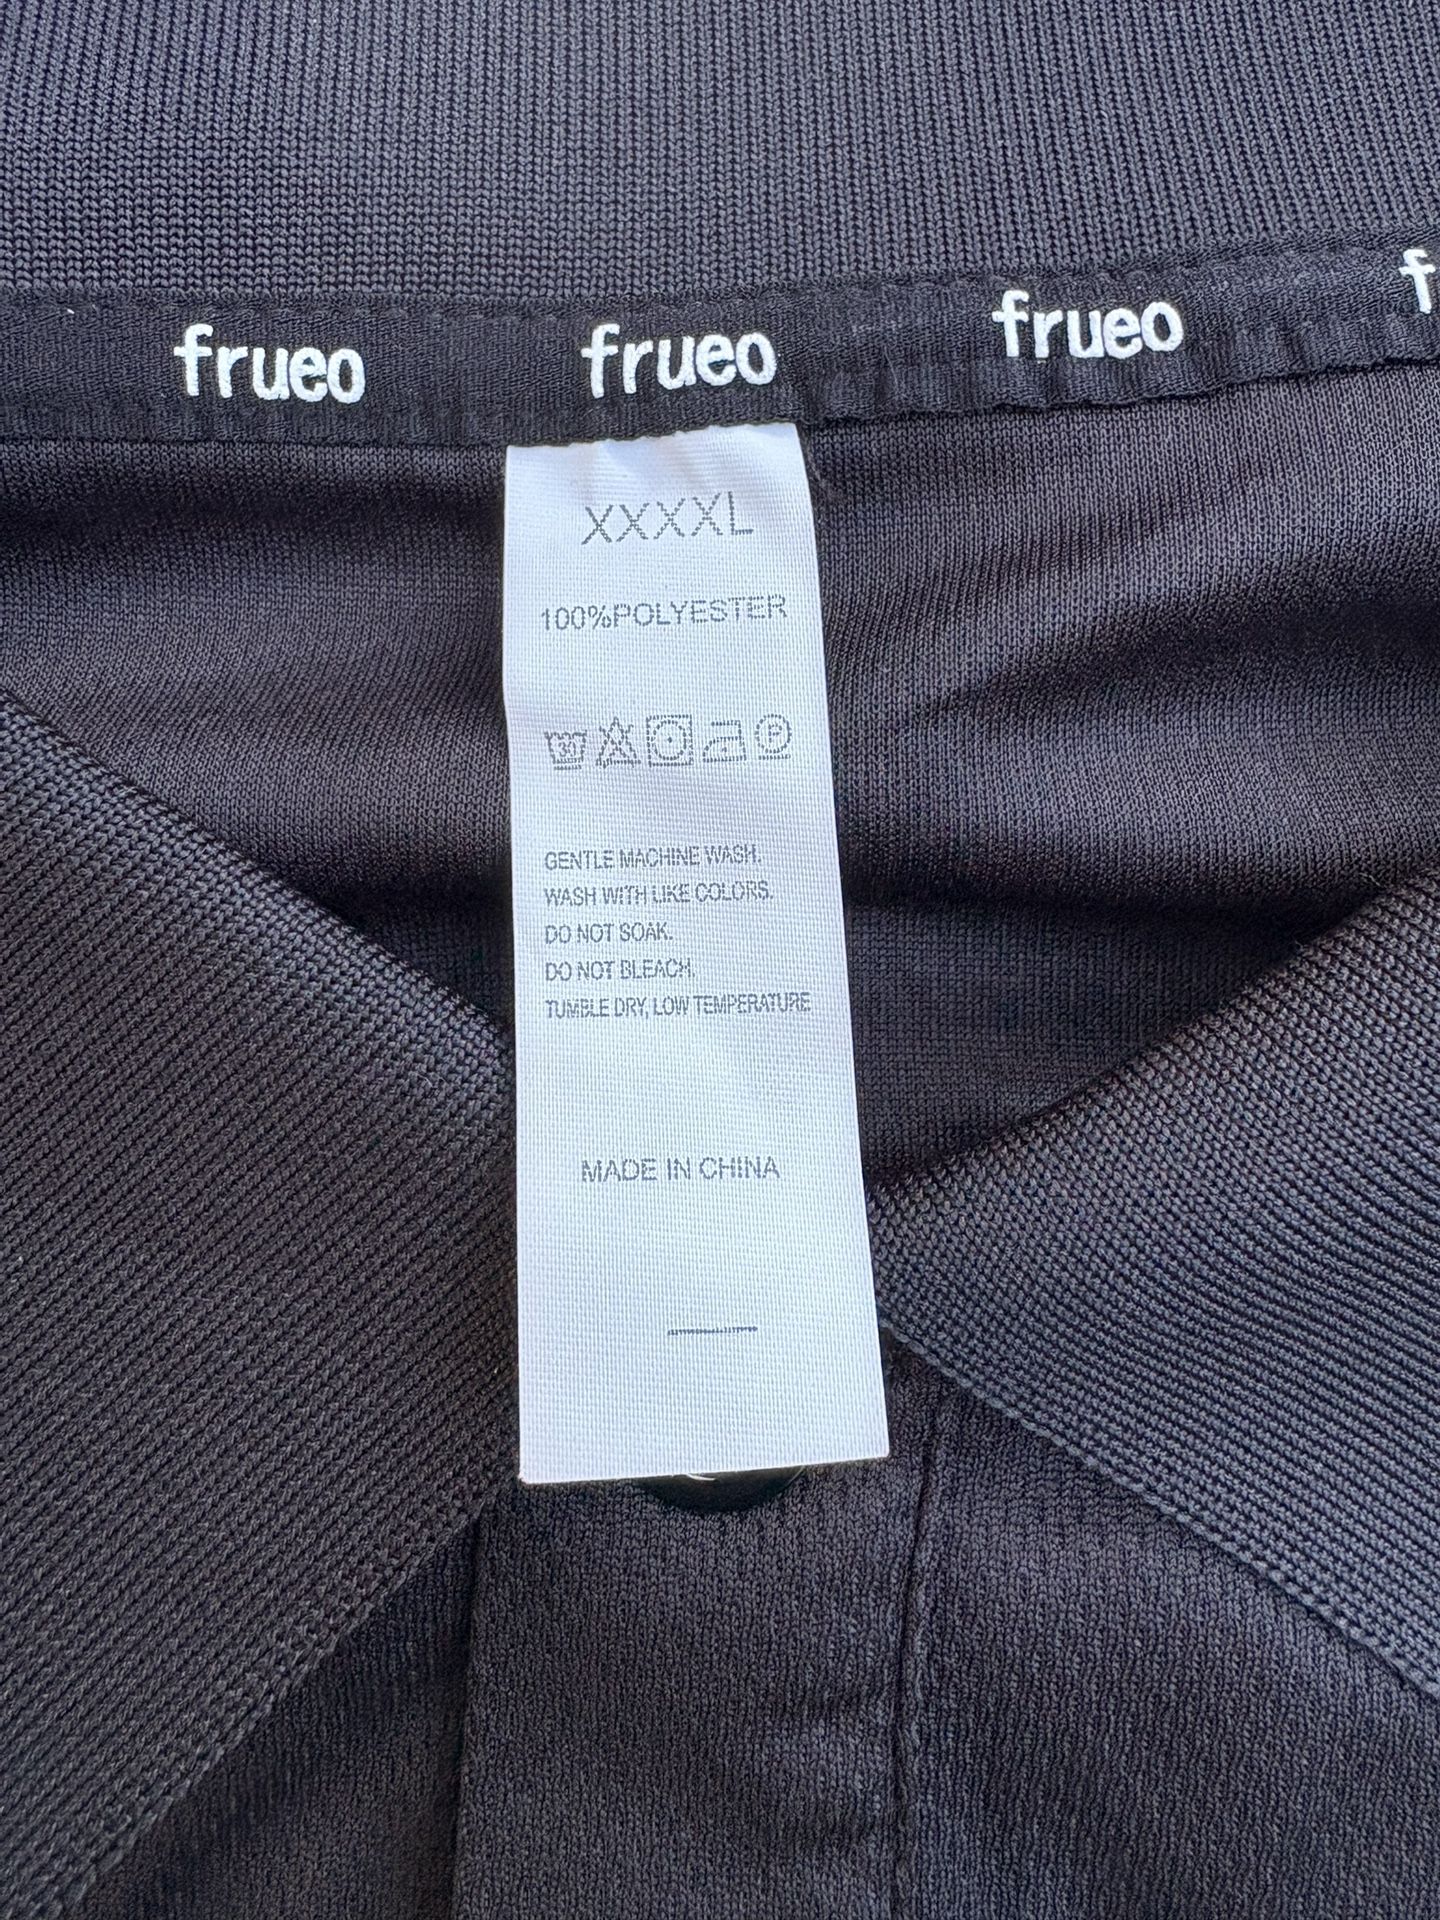 frueo frueo frueo f
XXXXL
100%POLYESTER
30 P
GENTLE MACHINE WASH.
WASH WITH LIKE COLORS.
DO NOT SOAK.
DO NOT BLEACH.
TUMBLE DRY, LOW TEMPERATURE
MADE IN CHINA